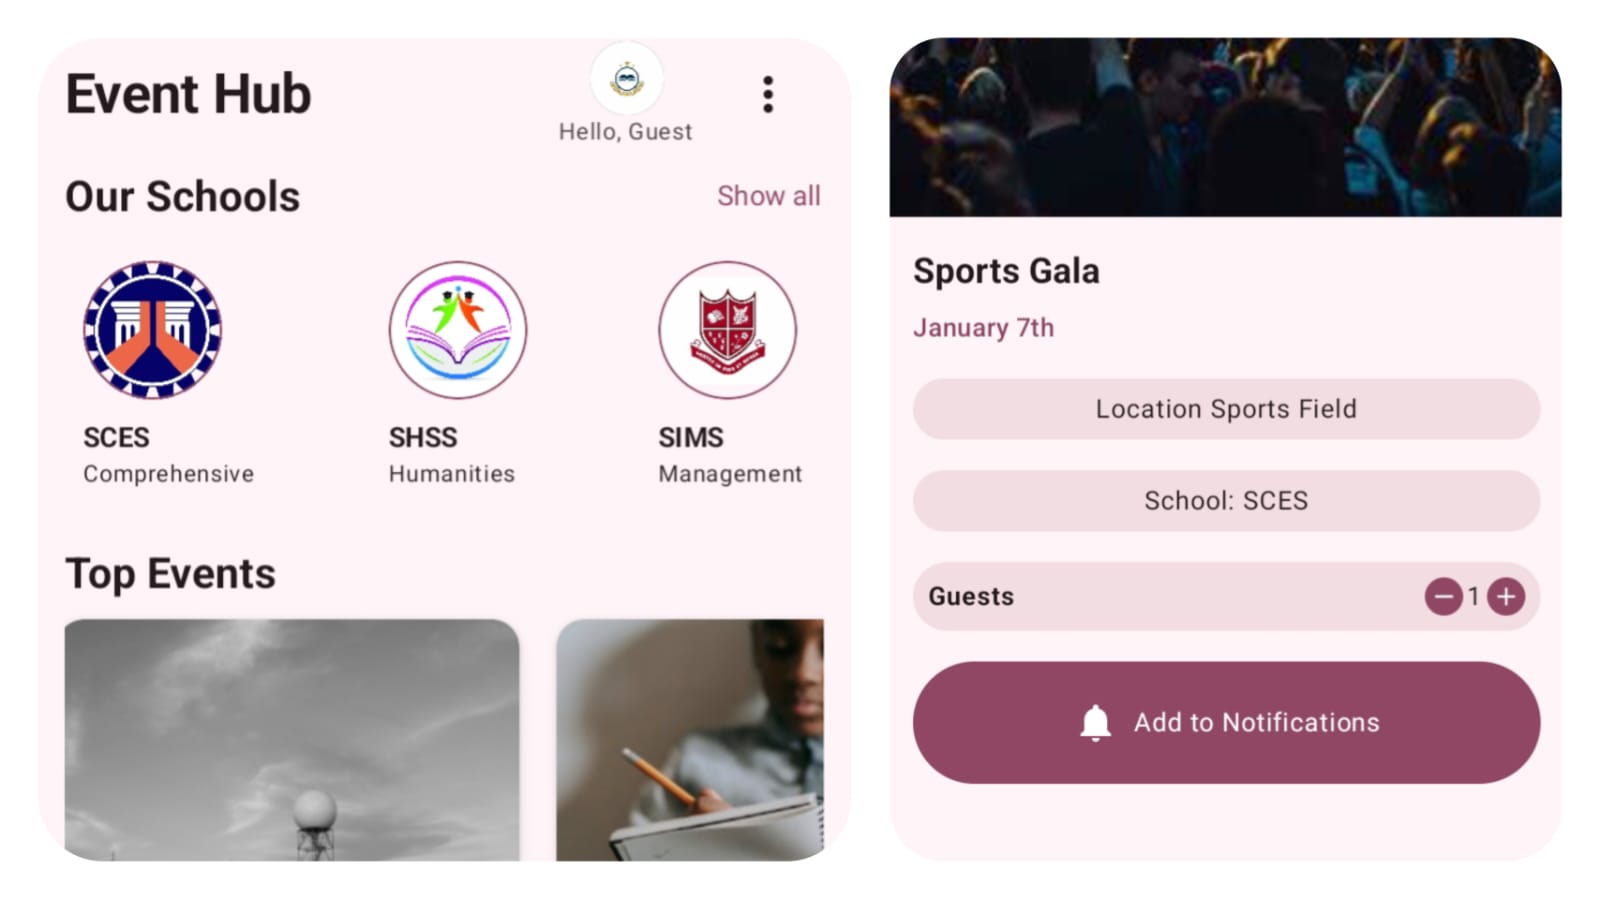 Event Hub
Hello, Guest
Our Schools
Show all
SCES
Comprehensive
SHSS
Humanities
SIMS
Management
Top Events
Sports Gala
January 7th
Location Sports Field
School: SCES
Guests
1
Add to Notifications